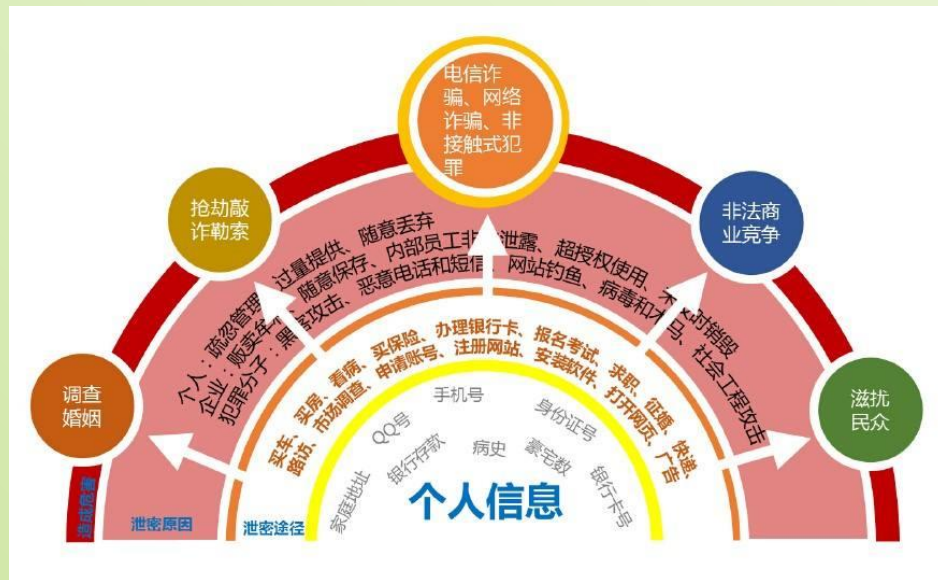 电信诈
骗、网络
诈骗、非
接触式犯
罪
抢劫敲
诈勒索
非法商
业竞争
调查
婚姻
滋扰
民众
个人：疏忽管理、过量提供、随意丢弃
企业：贩卖牟、随意保存、内部员工非泄露、超授权使用、不时销毁
犯罪分子：黑客攻击、恶意电话和短信、网站钓鱼、病毒和木马、社会工程攻击
买车、买房、看病、买保险、办理银行卡、报名考试、求职、征婚、快递、
路访、市场调查、申请账号、注册网站、安装软件、打开网页、广告
手机号
QQ号
身份证号
家庭地址
银行存款
病史
豪宅数
银行卡号
个人信息
造成危害
泄密原因
泄密途径